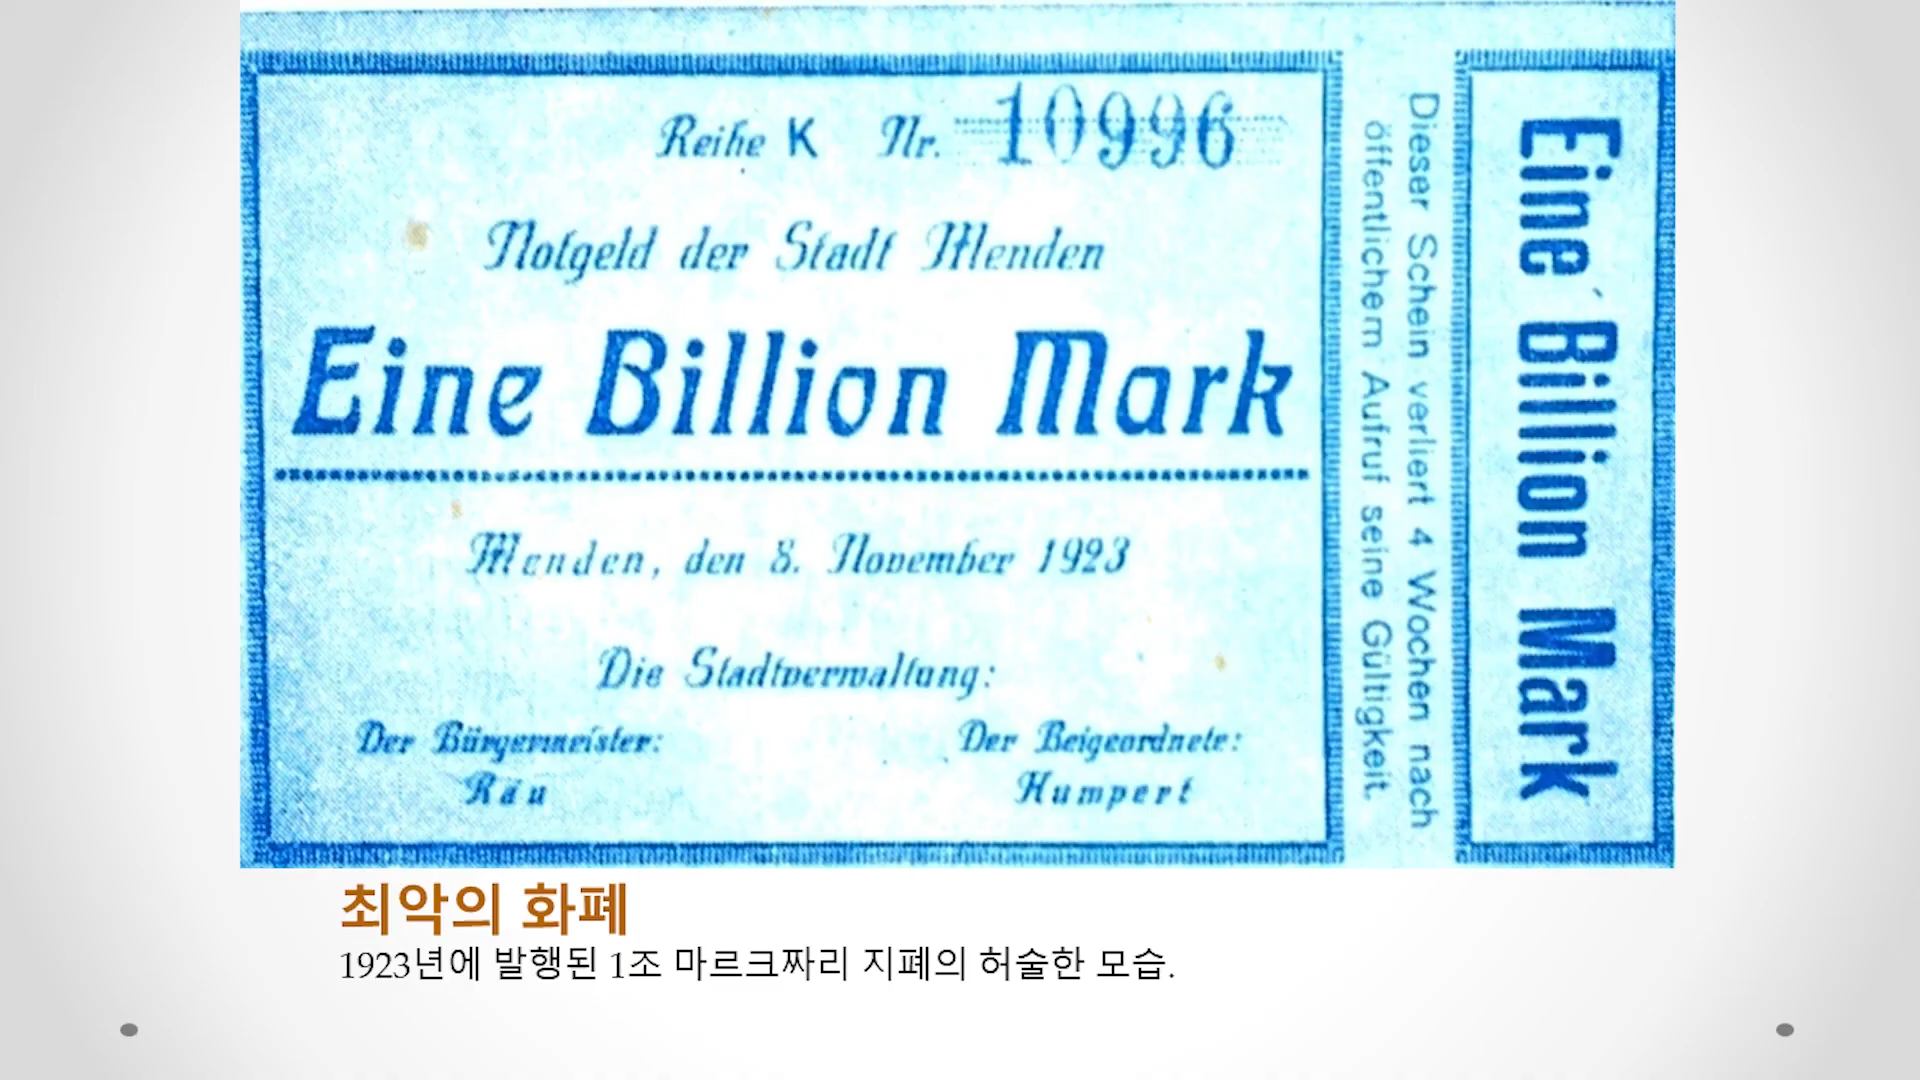 Reihe K Nr. 10996
Notgeld der Stadt Menden
Eine Billion Mark
Menden, den 8. November 1923
Die Stadtverwaltung:
Der Bürgermeister:
Räu
Der Beigeordnete:
Humpert
Dieser Schein verliert 4 Wochen nach
öffentlichem Aufruf seine Gültigkeit.
Eine Billion Mark
최악의 화폐
1923년에 발행된 1조 마르크짜리 지폐의 허술한 모습.